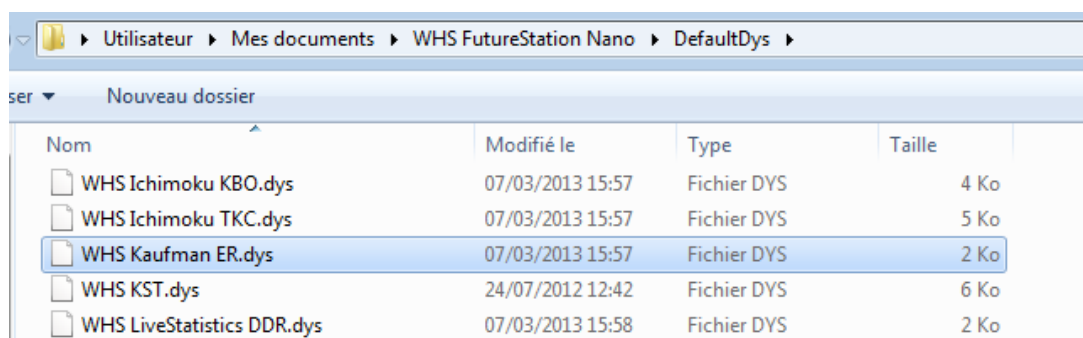 Utilisateur ▸ Mes documents ▸ WHS FutureStation Nano ▸ DefaultDys ▸
ser ▾ Nouveau dossier
Nom Modifié le Type Taille
WHS Ichimoku KBO.dys 07/03/2013 15:57 Fichier DYS 4 Ko
WHS Ichimoku TKC.dys 07/03/2013 15:57 Fichier DYS 5 Ko
WHS Kaufman ER.dys 07/03/2013 15:57 Fichier DYS 2 Ko
WHS KST.dys 24/07/2012 12:42 Fichier DYS 6 Ko
WHS LiveStatistics DDR.dys 07/03/2013 15:58 Fichier DYS 2 Ko